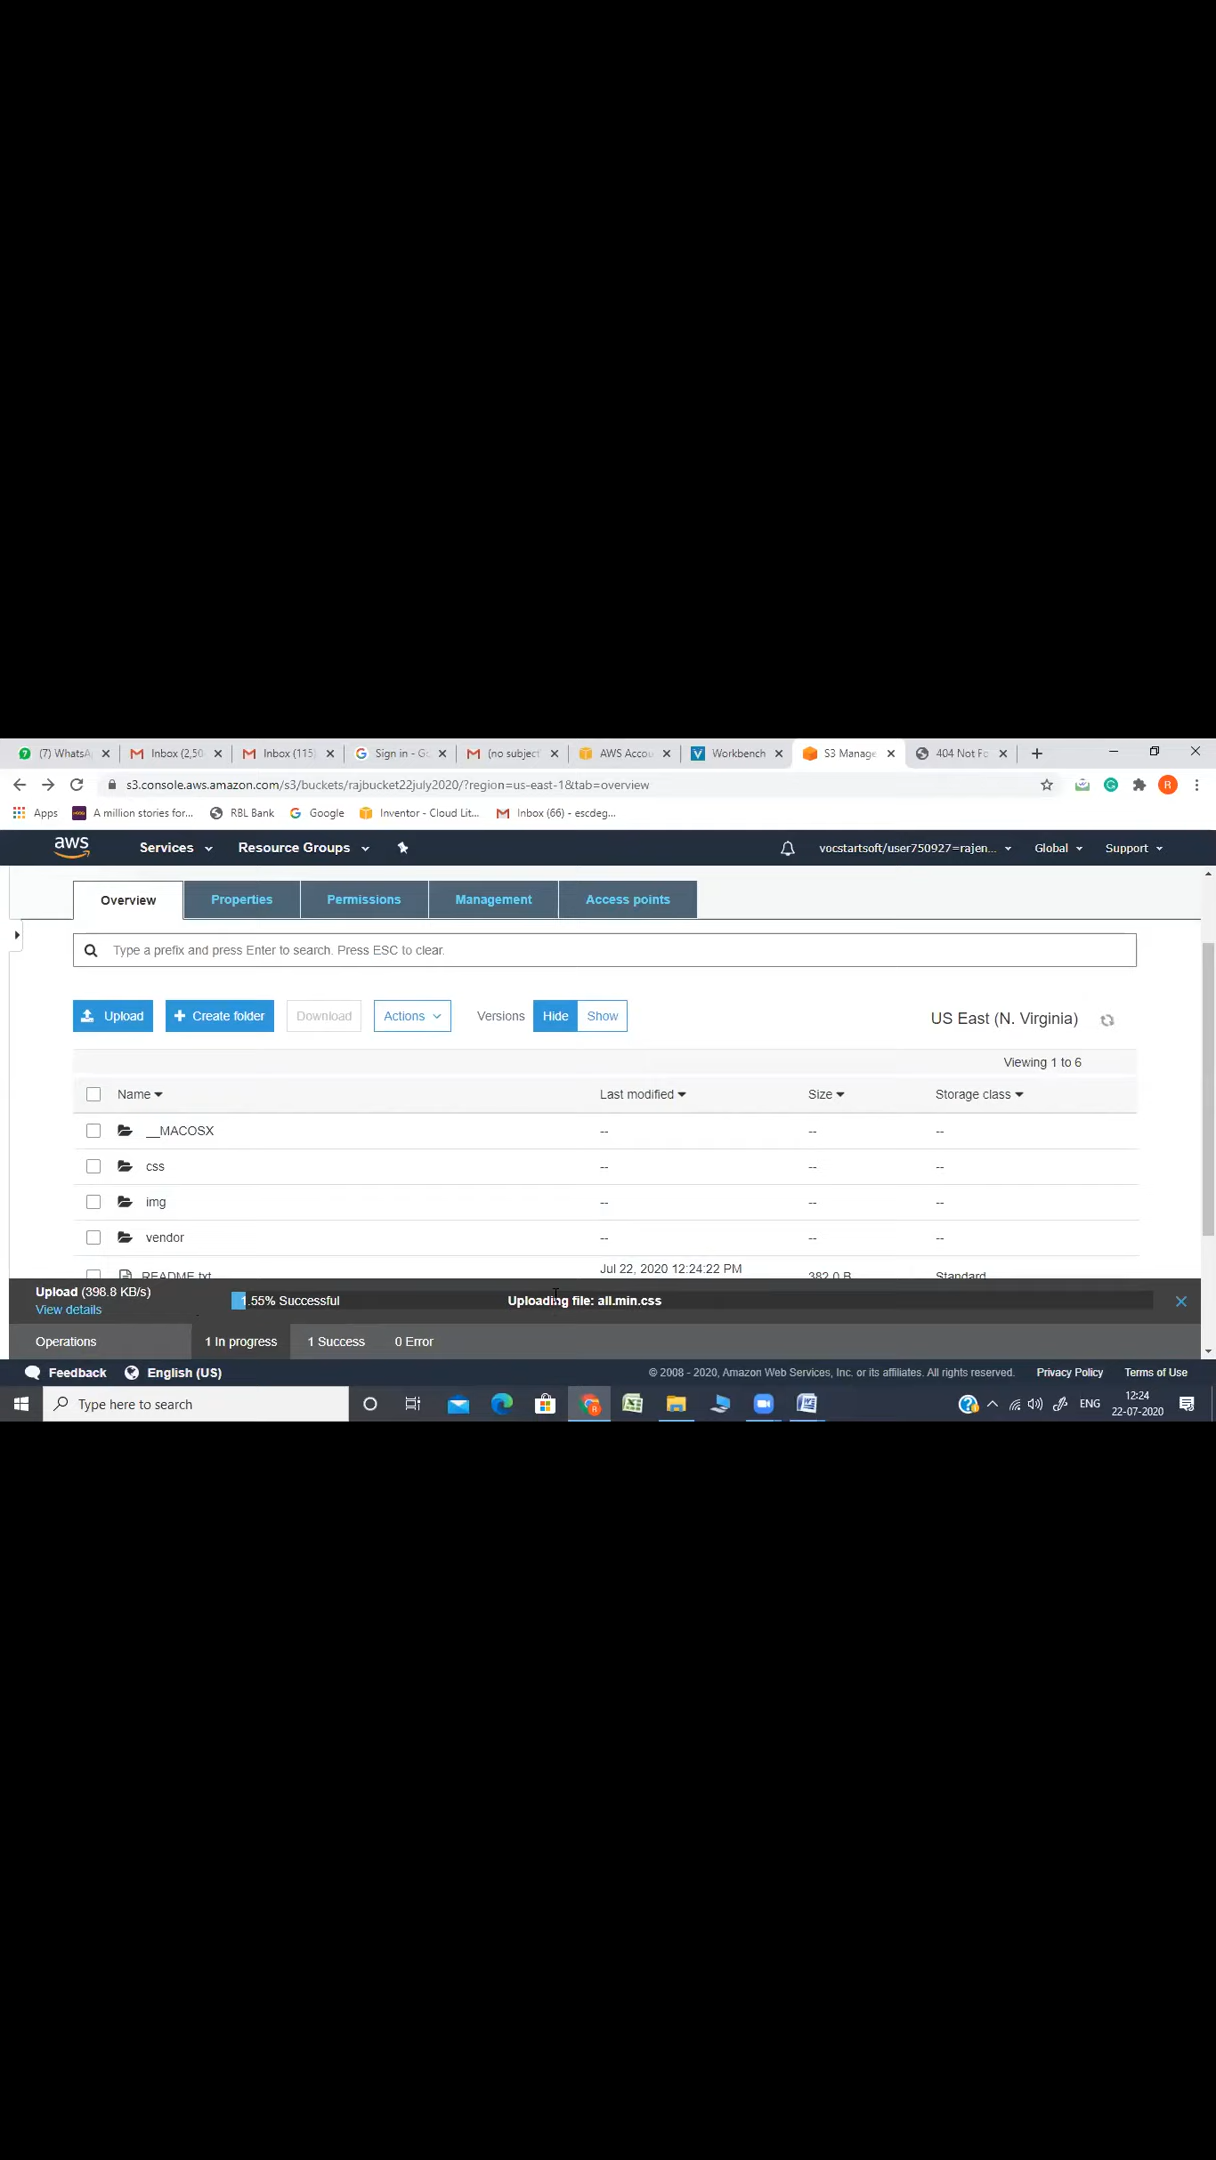 (7) WhatsA
Inbox (2,50
Inbox (115)
Sign in - Go
(no subject
AWS Accou
Workbench
S3 Manage
404 Not Fo
s3.console.aws.amazon.com/s3/buckets/rajbucket22july2020/?region=us-east-1&tab=overview
R
Apps
A million stories for...
RBL Bank
Google
Inventor - Cloud Lit...
Inbox (66) - escdeg...
aws
Services
Resource Groups
vocstartsoft/user750927=rajen...
Global
Support
Overview
Properties
Permissions
Management
Access points
Type a prefix and press Enter to search. Press ESC to clear.
Upload
Create folder
Download
Actions
Versions
Hide
Show
US East (N. Virginia)
Viewing 1 to 6
Name
Last modified
Size
Storage class
__MACOSX -- -- --
css -- -- --
img -- -- --
vendor -- -- --
README.txt
Jul 22, 2020 12:24:22 PM
382.0 B
Standard
Upload (398.8 KB/s)
View details
1.55% Successful
Uploading file: all.min.css
Operations
1 In progress
1 Success
0 Error
Feedback
English (US)
© 2008 - 2020, Amazon Web Services, Inc. or its affiliates. All rights reserved.
Privacy Policy
Terms of Use
Type here to search
ENG
12:24
22-07-2020